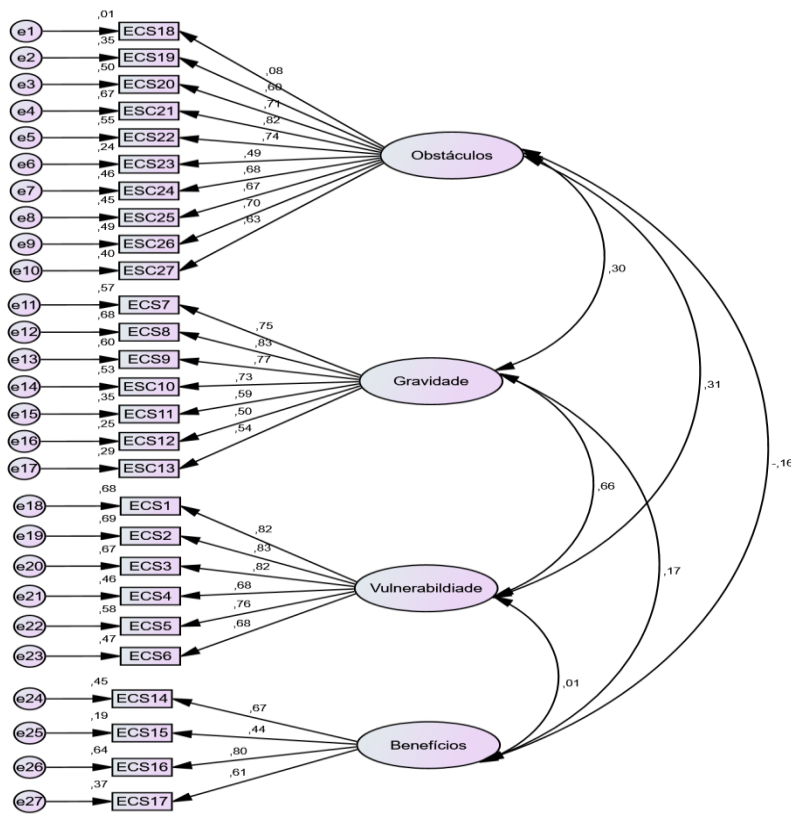 ,01
e1 ECS18
,35
e2 ECS19
,50
e3 ECS20
,67
e4 ESC21
,55
e5 ECS22
,24
e6 ECS23
,46
e7 ESC24
,45
e8 ESC25
,49
e9 ESC26
,40
e10 ESC27
,08
,60
,71
,82
,74
,49
,68
,67
,70
,63
Obstáculos
,57
e11 ECS7
,68
e12 ECS8
,60
e13 ECS9
,53
e14 ESC10
,35
e15 ECS11
,25
e16 ECS12
,29
e17 ESC13
,75
,83
,77
,73
,59
,50
,54
Gravidade
,68
e18 ECS1
,69
e19 ECS2
,67
e20 ECS3
,46
e21 ECS4
,58
e22 ECS5
,47
e23 ECS6
,82
,83
,82
,68
,76
,68
Vulnerabildiade
,45
e24 ECS14
,19
e25 ECS15
,64
e26 ECS16
,37
e27 ECS17
,67
,44
,80
,61
Benefícios
,30
,31
-,16
,66
,17
,01